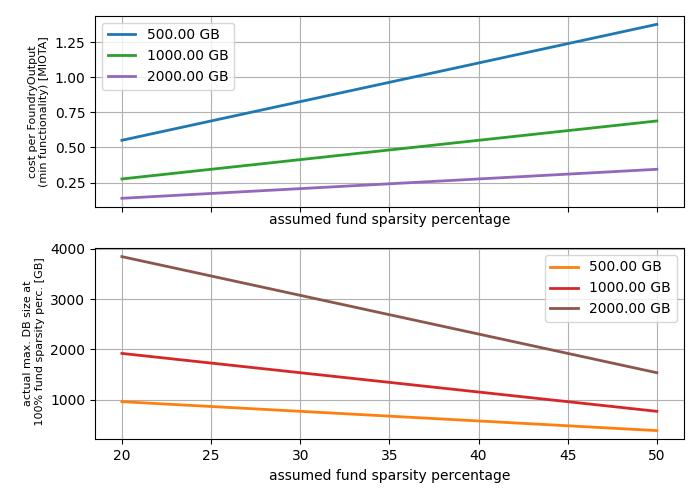 cost per FoundryOutput
(min functionality) [MIOTA]
1.25
1.00
0.75
0.50
0.25
500.00 GB
1000.00 GB
2000.00 GB
assumed fund sparsity percentage
actual max. DB size at
100% fund sparsity perc. [GB]
4000
3000
2000
1000
500.00 GB
1000.00 GB
2000.00 GB
20 25 30 35 40 45 50
assumed fund sparsity percentage